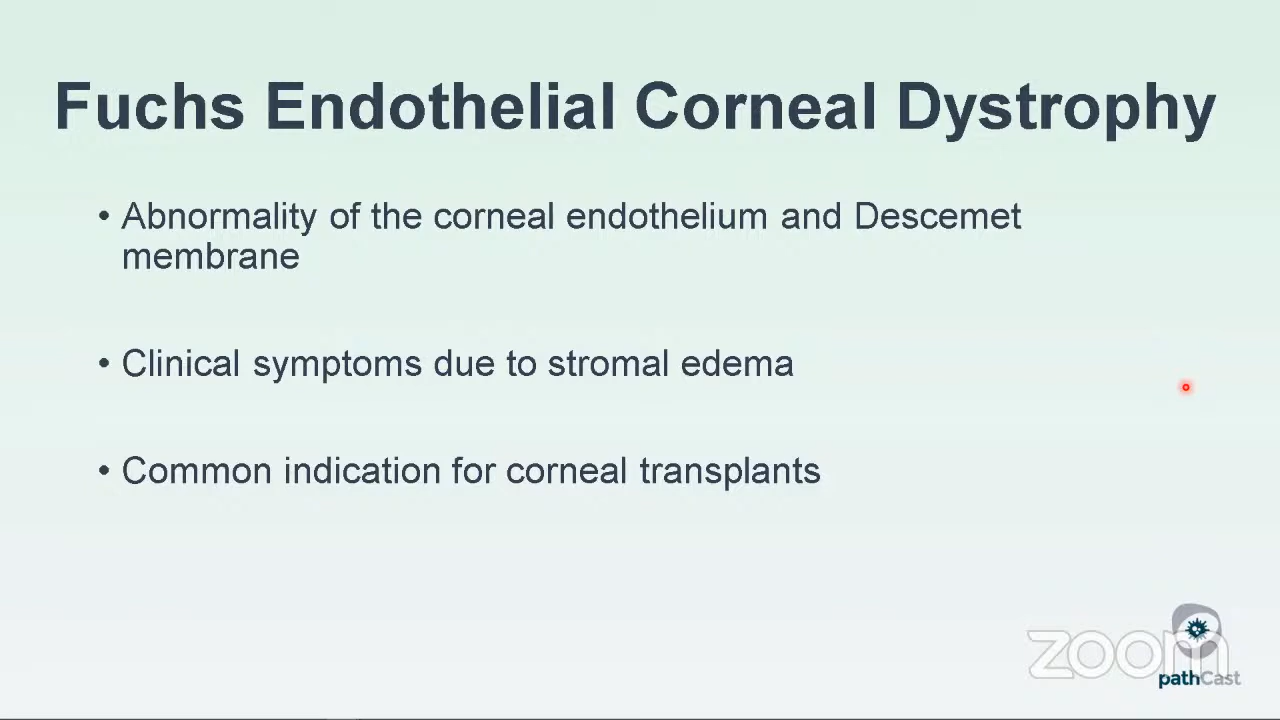 Fuchs Endothelial Corneal Dystrophy
• Abnormality of the corneal endothelium and Descemet
membrane
• Clinical symptoms due to stromal edema
• Common indication for corneal transplants
zoom
pathCast